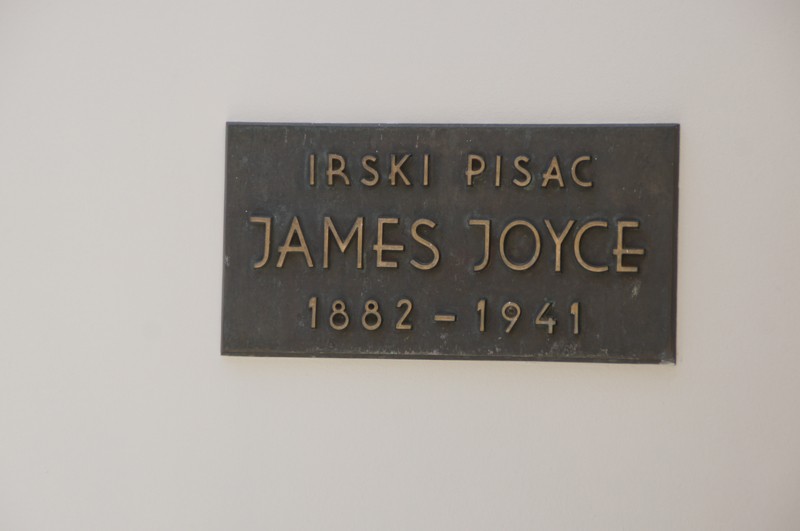 IRSKI PISAC
JAMES JOYCE
1882 - 1941